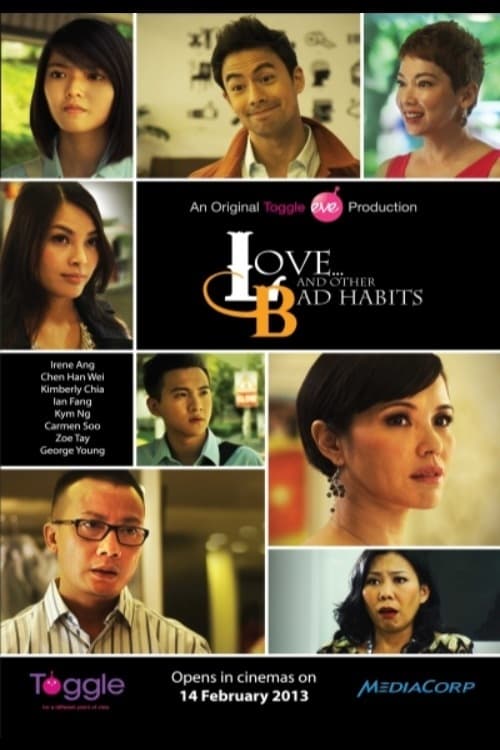 An Original Toggle eve Production
LOVE...
AND OTHER
BAD HABITS
Irene Ang
Chen Han Wei
Kimberly Chia
Ian Fang
Kym Ng
Carmen Soo
Zoe Tay
George Young
Toggle
Opens in cinemas on
14 February 2013
MEDIACORP